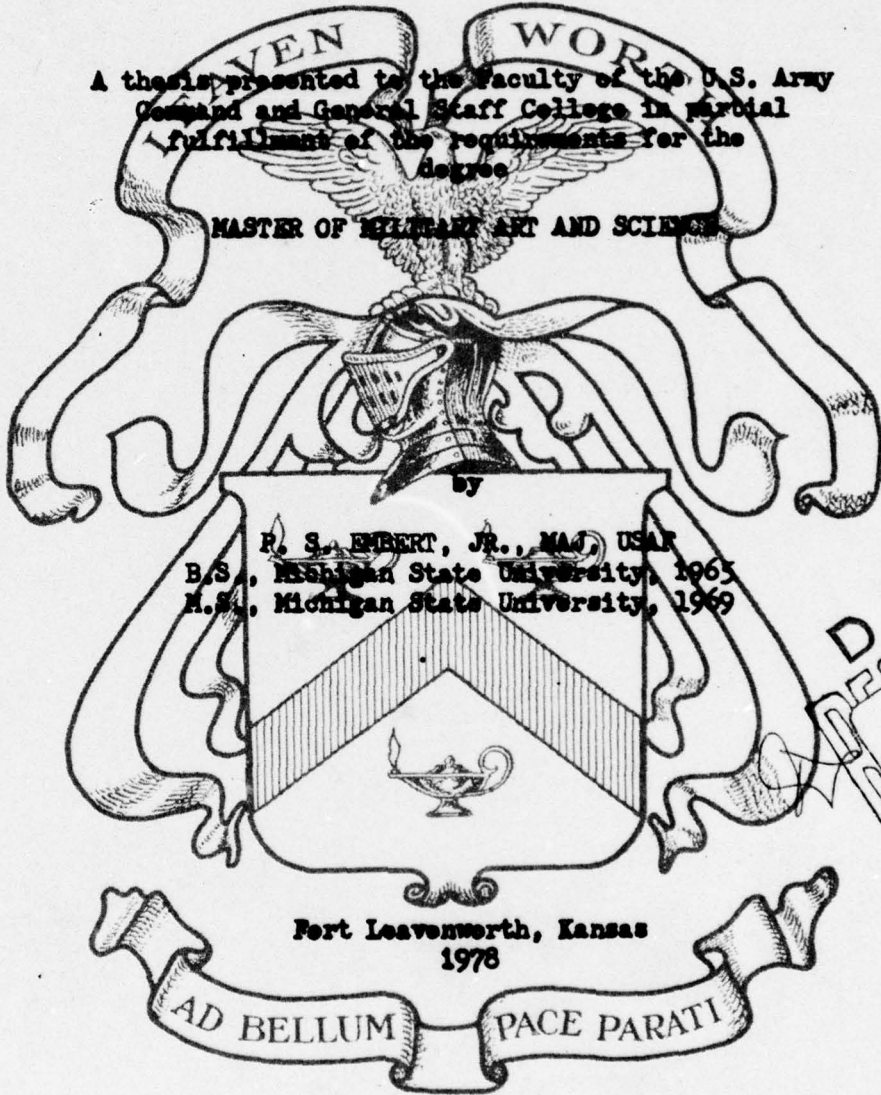 LEAVEN WORTH
A thesis presented to the Faculty of the U.S. Army
Command and General Staff College in partial
fulfillment of the requirements for the
degree
MASTER OF MILITARY ART AND SCIENCE
by
P. S. EMBERT, JR., MAJ, USAF
B.S., Michigan State University, 1965
M.S., Michigan State University, 1969
D
Fort Leavenworth, Kansas
1978
AD BELLUM PACE PARATI